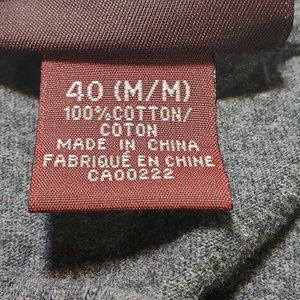 40 (M/M)
100%COTTON/
COTON
MADE IN CHINA
FABRIQUÉ EN CHINE
CA00222